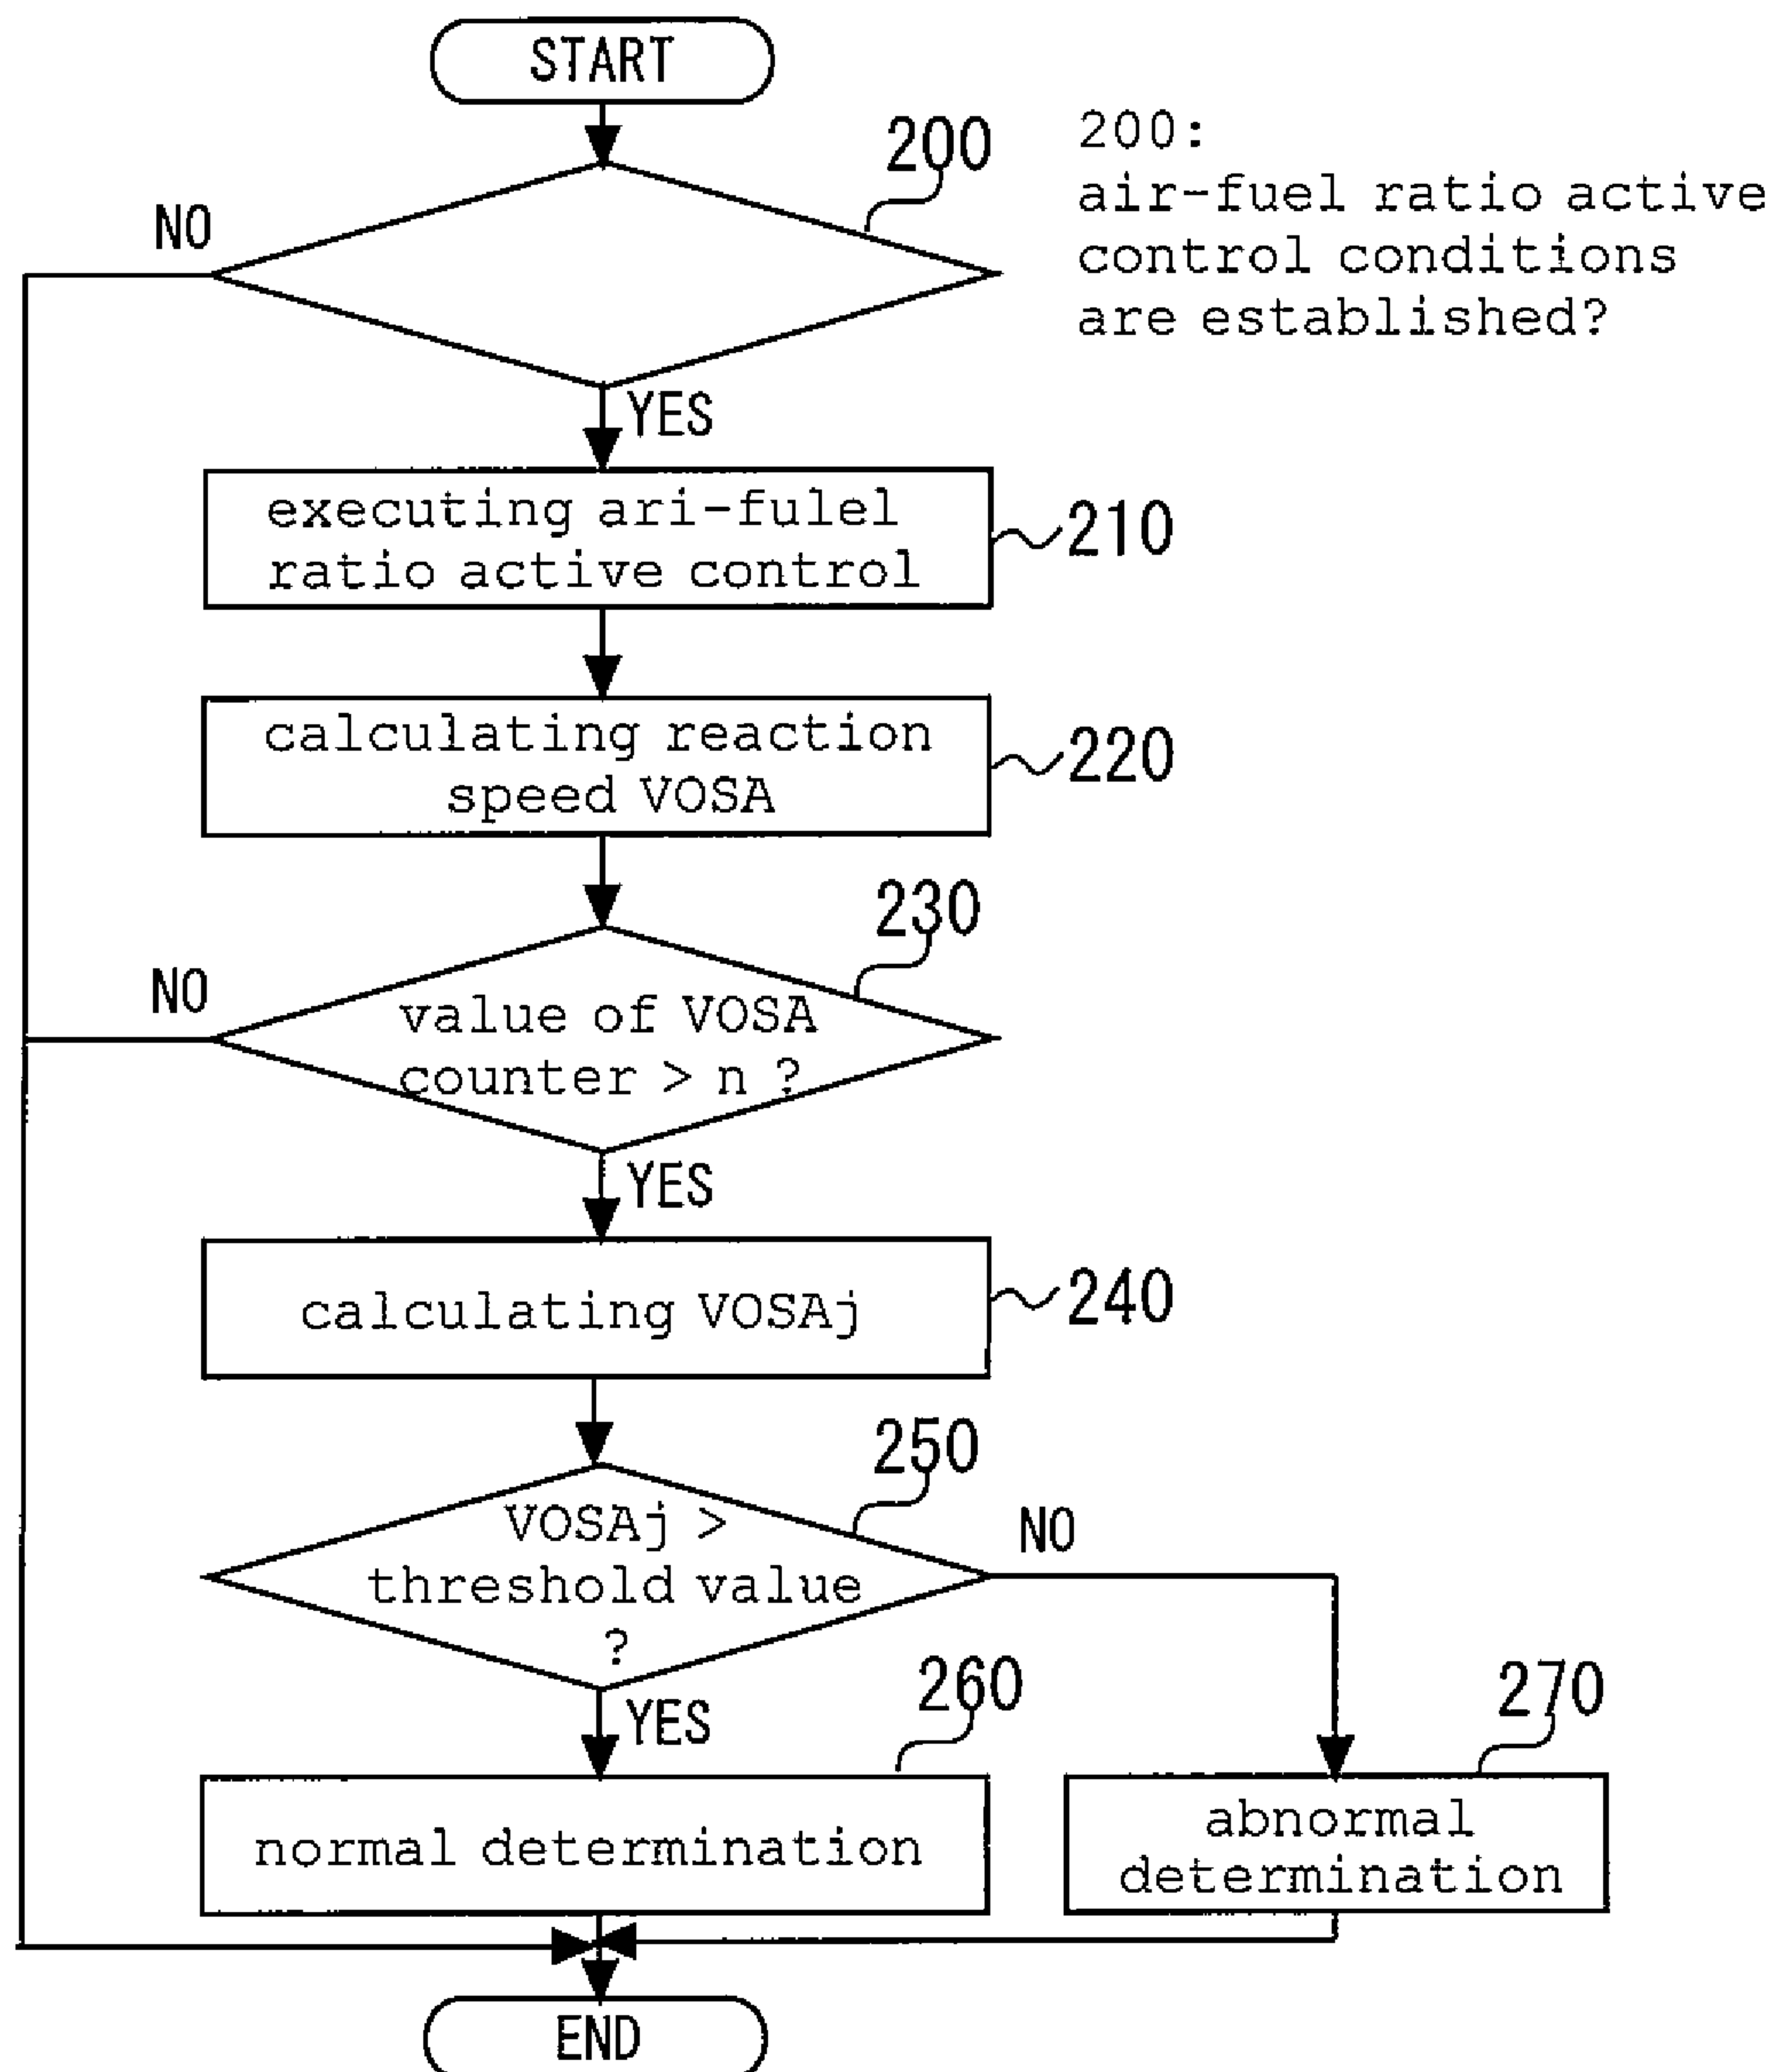 START
200
200:
air-fuel ratio active
control conditions
are established?
NO
YES
executing ari-fulel
ratio active control
210
calculating reaction
speed VOSA
220
230
NO
value of VOSA
counter > n ?
YES
calculating VOSAj
240
250
VOSAj >
threshold value
?
NO
YES
260
270
normal determination
abnormal
determination
END